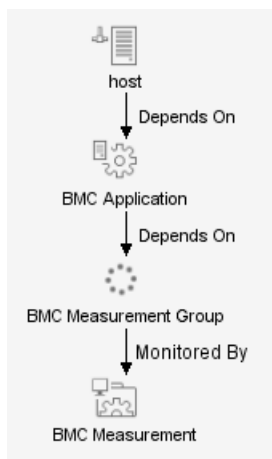 host
Depends On
BMC Application
Depends On
BMC Measurement Group
Monitored By
BMC Measurement